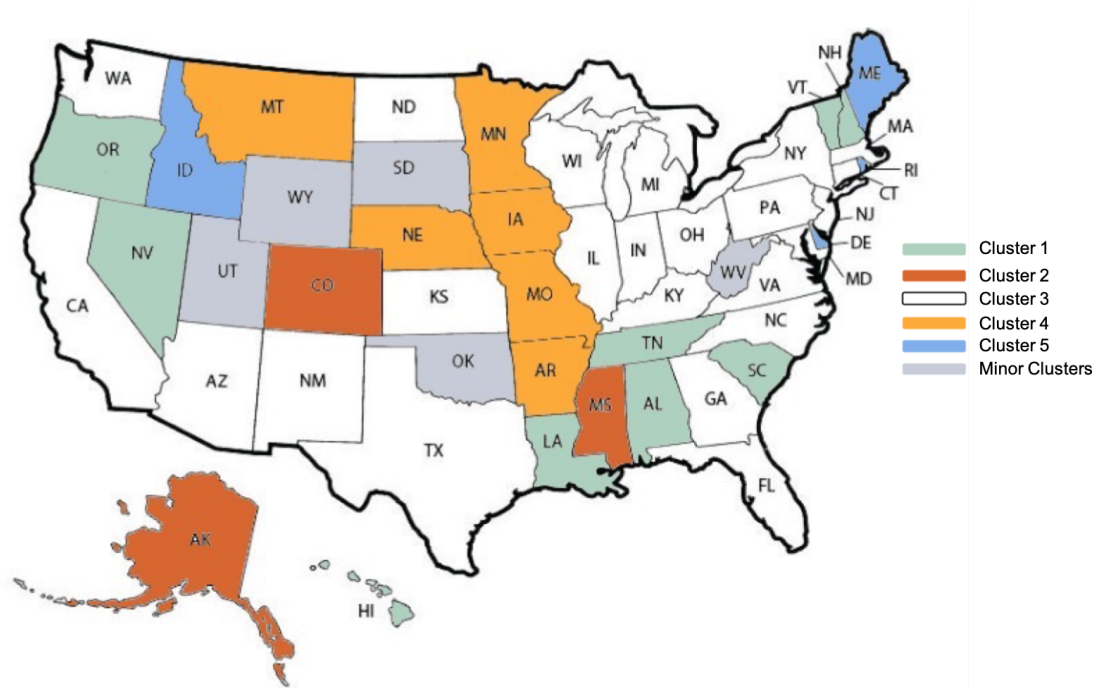 WA
OR
CA
NV
ID
MT
WY
UT
CO
AZ
NM
ND
SD
NE
KS
OK
TX
MN
IA
MO
AR
LA
WI
IL
MI
IN
OH
KY
TN
MS
AL
GA
FL
SC
NC
VA
WV
PA
NY
VT
NH
ME
MA
RI
CT
NJ
DE
MD
AK
HI
Cluster 1
Cluster 2
Cluster 3
Cluster 4
Cluster 5
Minor Clusters